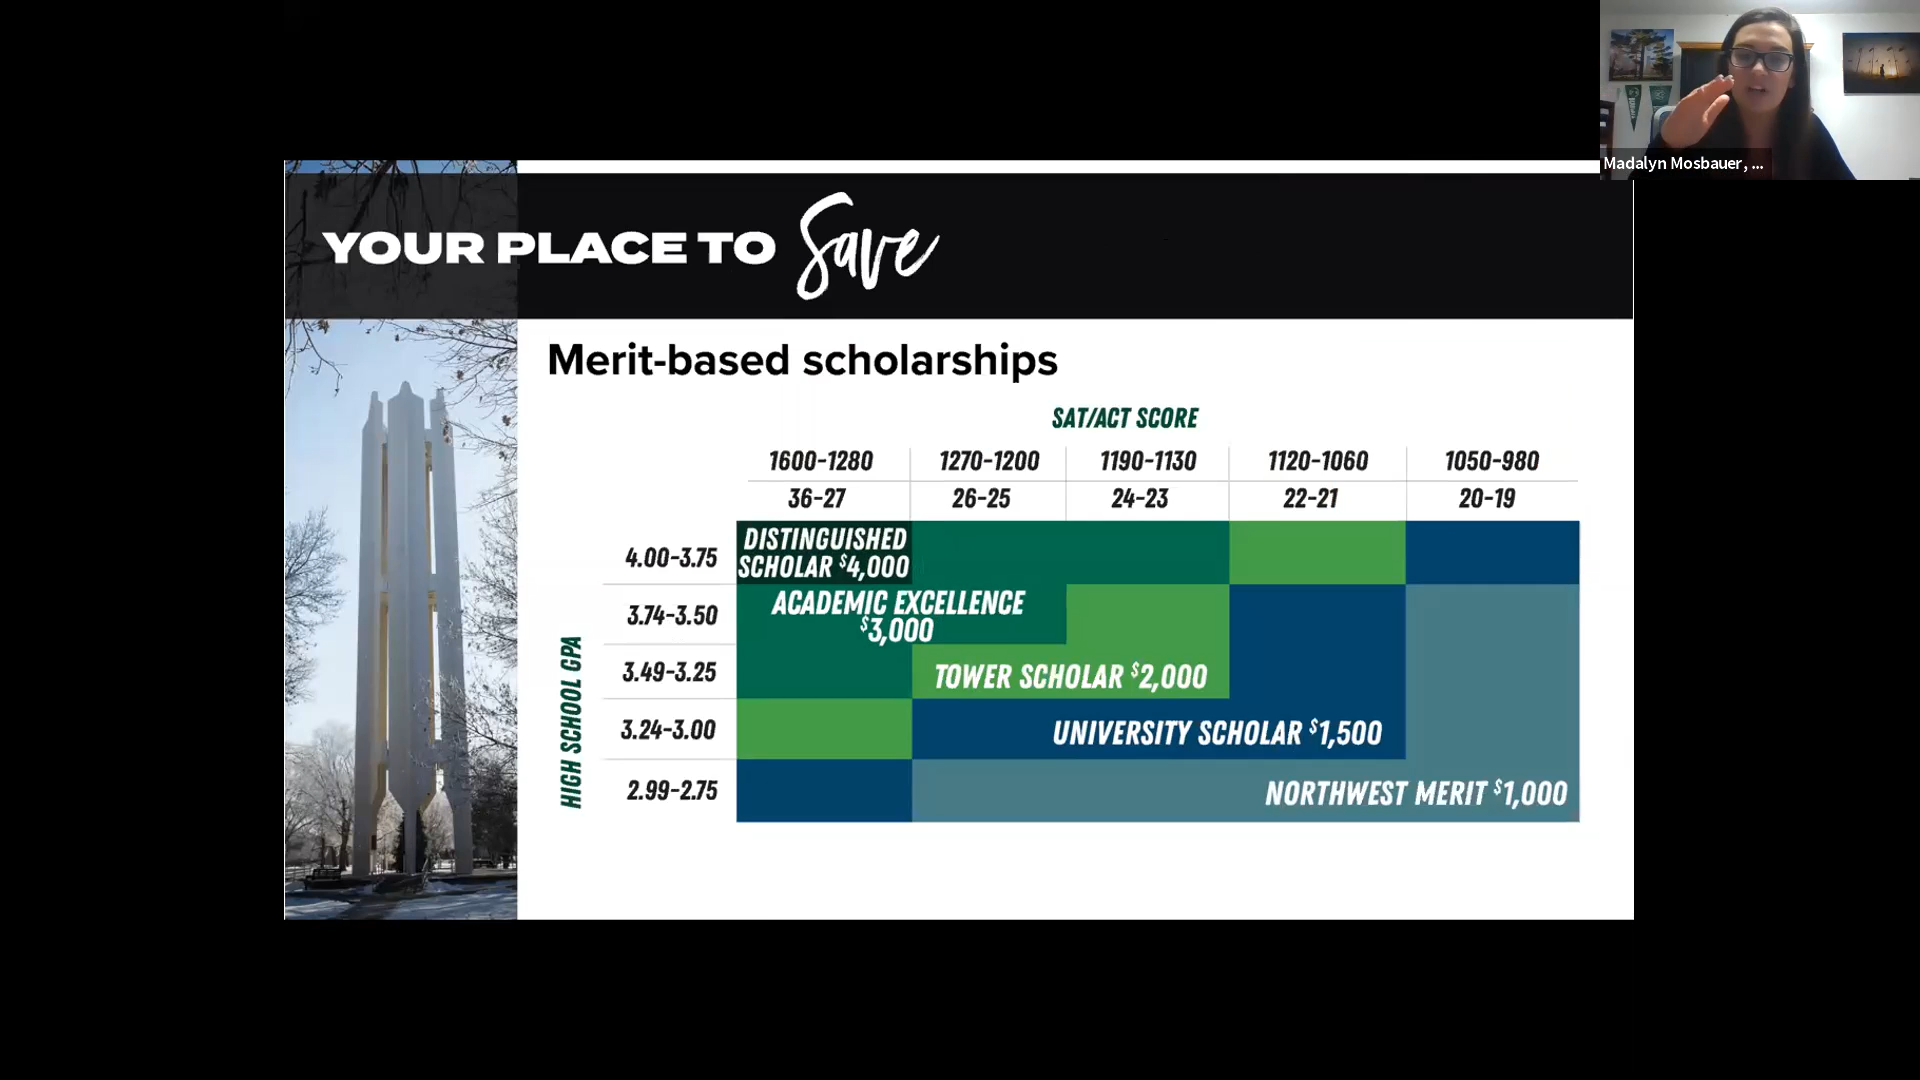 Madalyn Mosbauer, ...
YOUR PLACE TO Save
Merit-based scholarships
SAT/ACT SCORE
1600-1280 1270-1200 1190-1130 1120-1060 1050-980
36-27 26-25 24-23 22-21 20-19
HIGH SCHOOL GPA
4.00-3.75
DISTINGUISHED
SCHOLAR $4,000
3.74-3.50
ACADEMIC EXCELLENCE
$3,000
3.49-3.25 TOWER SCHOLAR $2,000
3.24-3.00 UNIVERSITY SCHOLAR $1,500
2.99-2.75 NORTHWEST MERIT $1,000